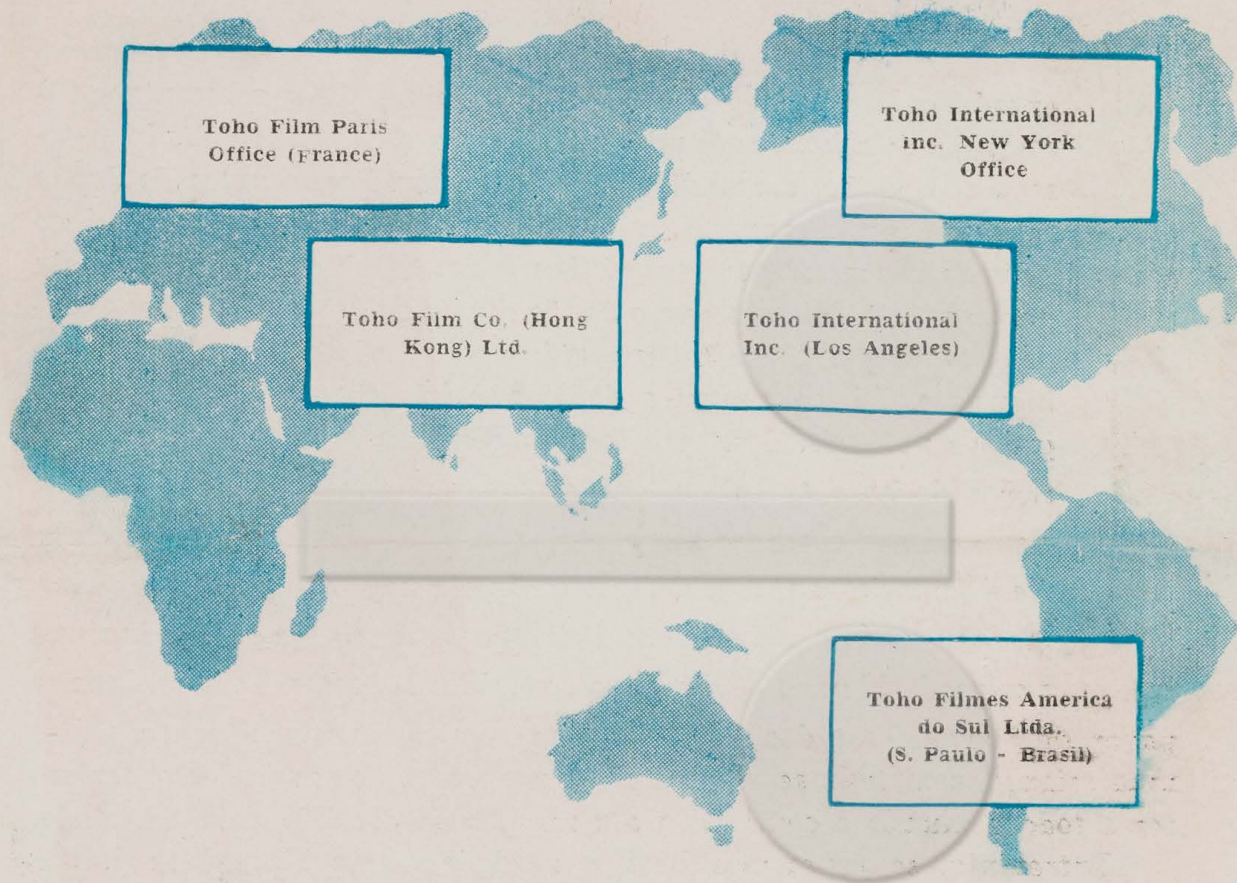 Toho Film Paris
Office (France)
Toho International
inc. New York
Office
Toho Film Co. (Hong
Kong) Ltd.
Toho International
Inc. (Los Angeles)
Toho Filmes America
do Sul Ltda.
(S. Paulo - Brasil)